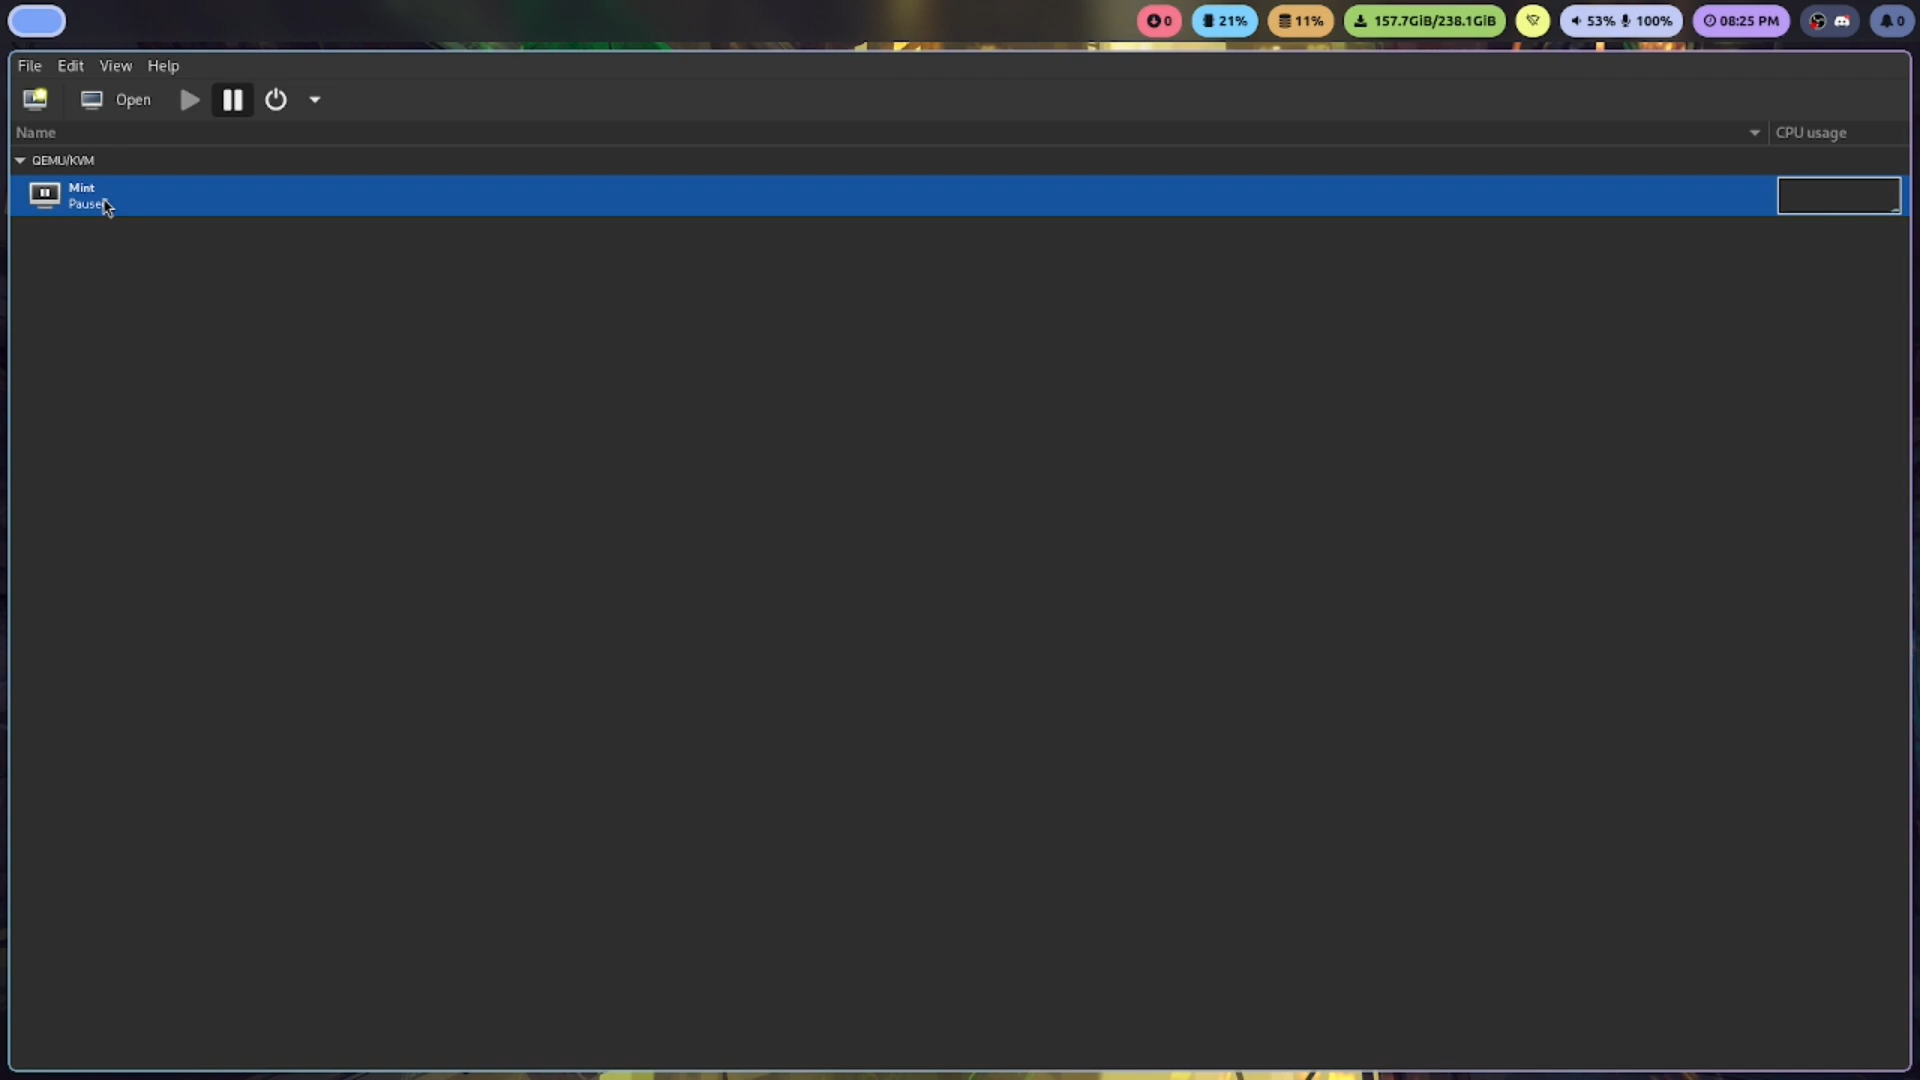 0 21% 11% 157.7GiB/238.1GiB 53% 100% 08:25 PM 0
File Edit View Help
Open
Name CPU usage
QEMU/KVM
Mint